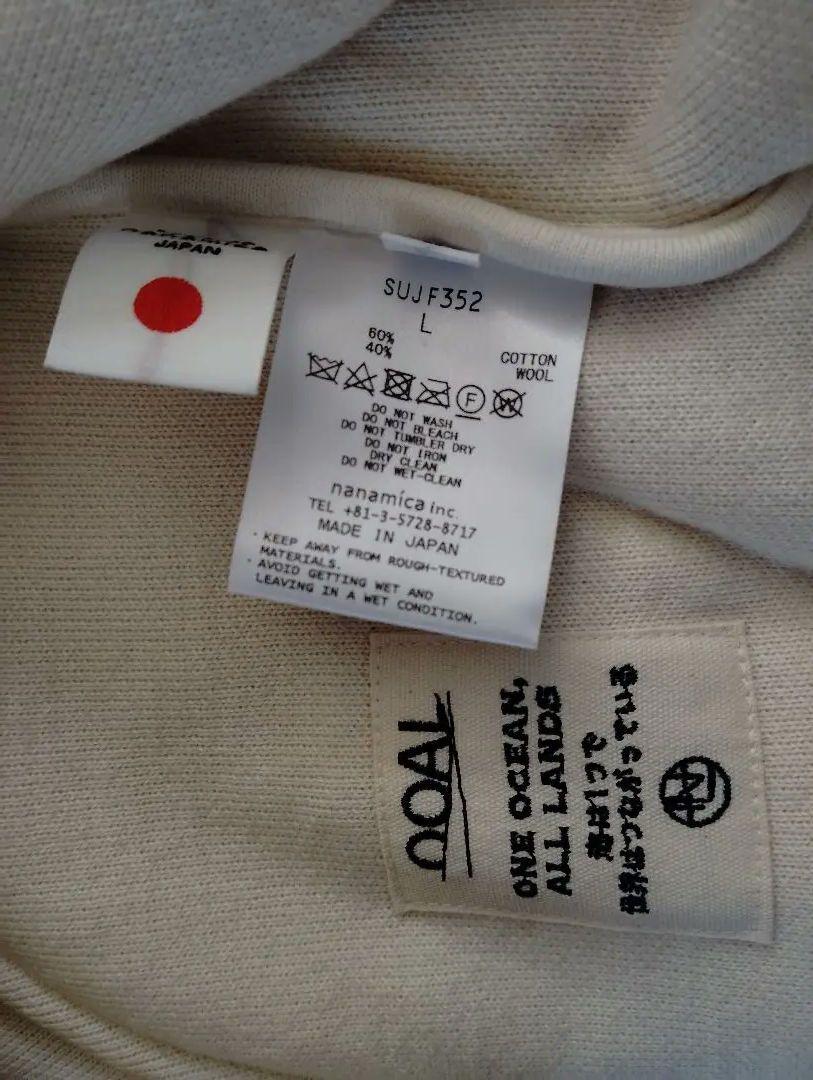 nanamica
JAPAN
SUJF352
L
60% COTTON
40% WOOL
DO NOT WASH
DO NOT BLEACH
DO NOT TUMBLER DRY
DO NOT IRON
DRY CLEAN
DO NOT WET-CLEAN
nanamica inc.
TEL +81-3-5728-8717
MADE IN JAPAN
・KEEP AWAY FROM ROUGH-TEXTURED
MATERIALS.
・AVOID GETTING WET AND
LEAVING IN A WET CONDITION.
OOAL
ONE OCEAN,
ALL LANDS
海は1つで
世界はつながっている